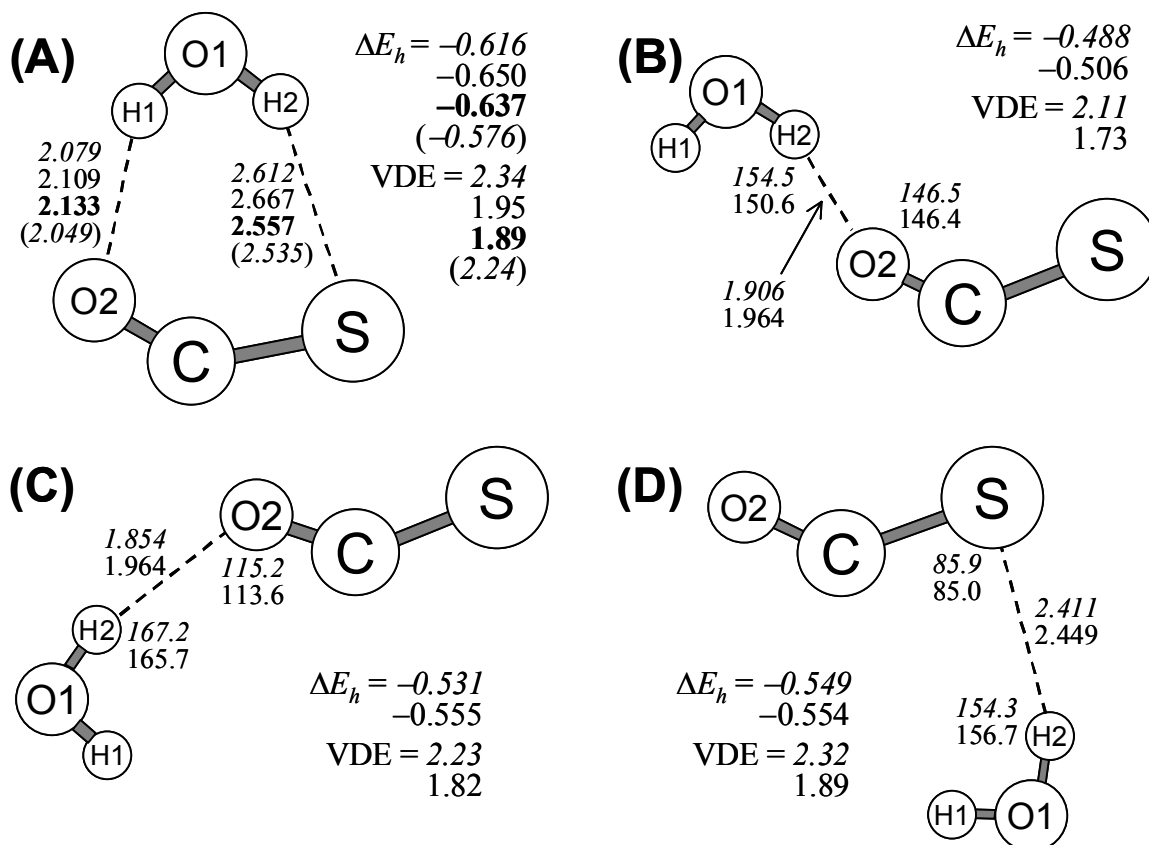 (A)
O1
H1
H2
ΔEh = –0.616
–0.650
–0.637
(–0.576)
VDE = 2.34
1.95
1.89
(2.24)
2.079
2.109
2.133
(2.049)
2.612
2.667
2.557
(2.535)
O2
C
S
(B)
O1
H1
H2
ΔEh = –0.488
–0.506
VDE = 2.11
1.73
154.5
150.6
146.5
146.4
1.906
1.964
O2
C
S
(C)
O2
C
S
1.854
1.964
115.2
113.6
H2
167.2
165.7
O1
H1
ΔEh = –0.531
–0.555
VDE = 2.23
1.82
(D)
O2
C
S
85.9
85.0
2.411
2.449
ΔEh = –0.549
–0.554
VDE = 2.32
1.89
154.3
156.7
H2
H1
O1